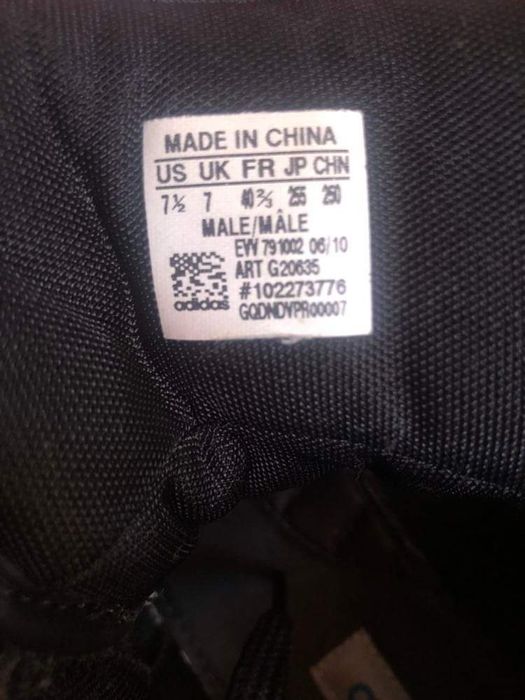 MADE IN CHINA
US UK FR JP CHN
7½ 7 40⅔ 255 250
MALE/MÂLE
EVV 791002 06/10
ART G20635
#102273776
adidas
GQDNDYPR00007